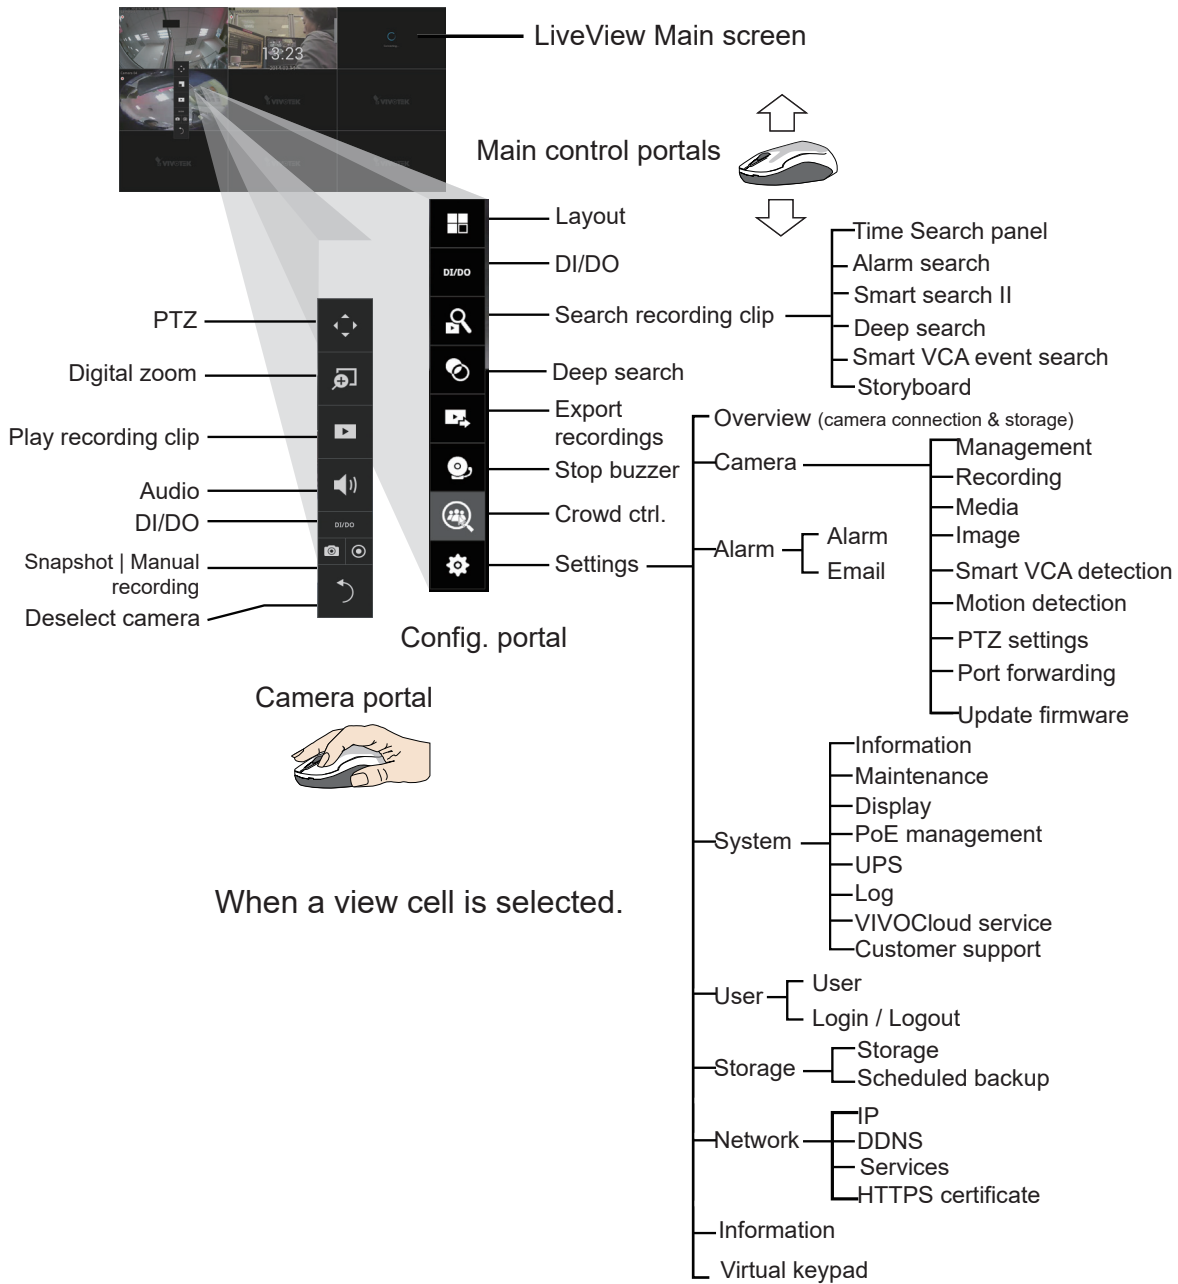 LiveView Main screen
13:23
VIVOTEK
VIVOTEK
VIVOTEK
Main control portals
Layout
DI/DO
DI/DO
Search recording clip
Time Search panel
Alarm search
Smart search II
Deep search
Smart VCA event search
Storyboard
Deep search
Export
recordings
Stop buzzer
Crowd ctrl.
Settings
Config. portal
PTZ
Digital zoom
Play recording clip
Audio
DI/DO
DI/DO
Snapshot | Manual
recording
Deselect camera
Camera portal
When a view cell is selected.
Overview (camera connection & storage)
Camera
Management
Recording
Media
Image
Smart VCA detection
Motion detection
PTZ settings
Port forwarding
Update firmware
Alarm
Alarm
Email
System
Information
Maintenance
Display
PoE management
UPS
Log
VIVOCloud service
Customer support
User
User
Login / Logout
Storage
Storage
Scheduled backup
Network
IP
DDNS
Services
HTTPS certificate
Information
Virtual keypad